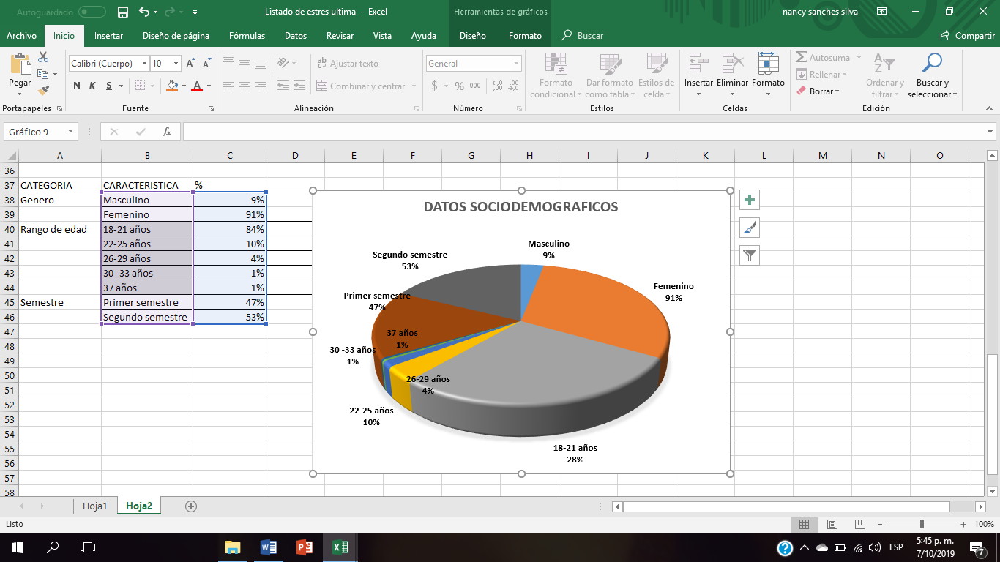 Autoguardado
Listado de estres ultima - Excel
Herramientas de gráficos
nancy sanches silva
Archivo Inicio Insertar Diseño de página Fórmulas Datos Revisar Vista Ayuda Diseño Formato Buscar Compartir
Pegar
Calibri (Cuerpo) 10 A A
N K S A
ab Ajustar texto
Combinar y centrar
General
$ % 000
Formato condicional
Dar formato como tabla
Estilos de celda
Insertar Eliminar Formato
Autosuma
Rellenar
Borrar
Ordenar y filtrar
Buscar y seleccionar
Portapapeles Fuente Alineación Número Estilos Celdas Edición
Gráfico 9 fx
A B C D E F G H I J K L M N O
36
37 CATEGORIA CARACTERISTICA %
38 Genero Masculino 9%
39 Femenino 91%
40 Rango de edad 18-21 años 84%
41 22-25 años 10%
42 26-29 años 4%
43 30 -33 años 1%
44 37 años 1%
45 Semestre Primer semestre 47%
46 Segundo semestre 53%
47
48
49
50
51
52
53
54
55
56
57
58
DATOS SOCIODEMOGRAFICOS
Masculino
9%
Segundo semestre
53%
Femenino
91%
Primer semestre
47%
37 años
1%
30 -33 años
1%
26-29 años
4%
22-25 años
10%
18-21 años
28%
Hoja1 Hoja2
Listo
100%
ESP
5:45 p. m.
7/10/2019
7